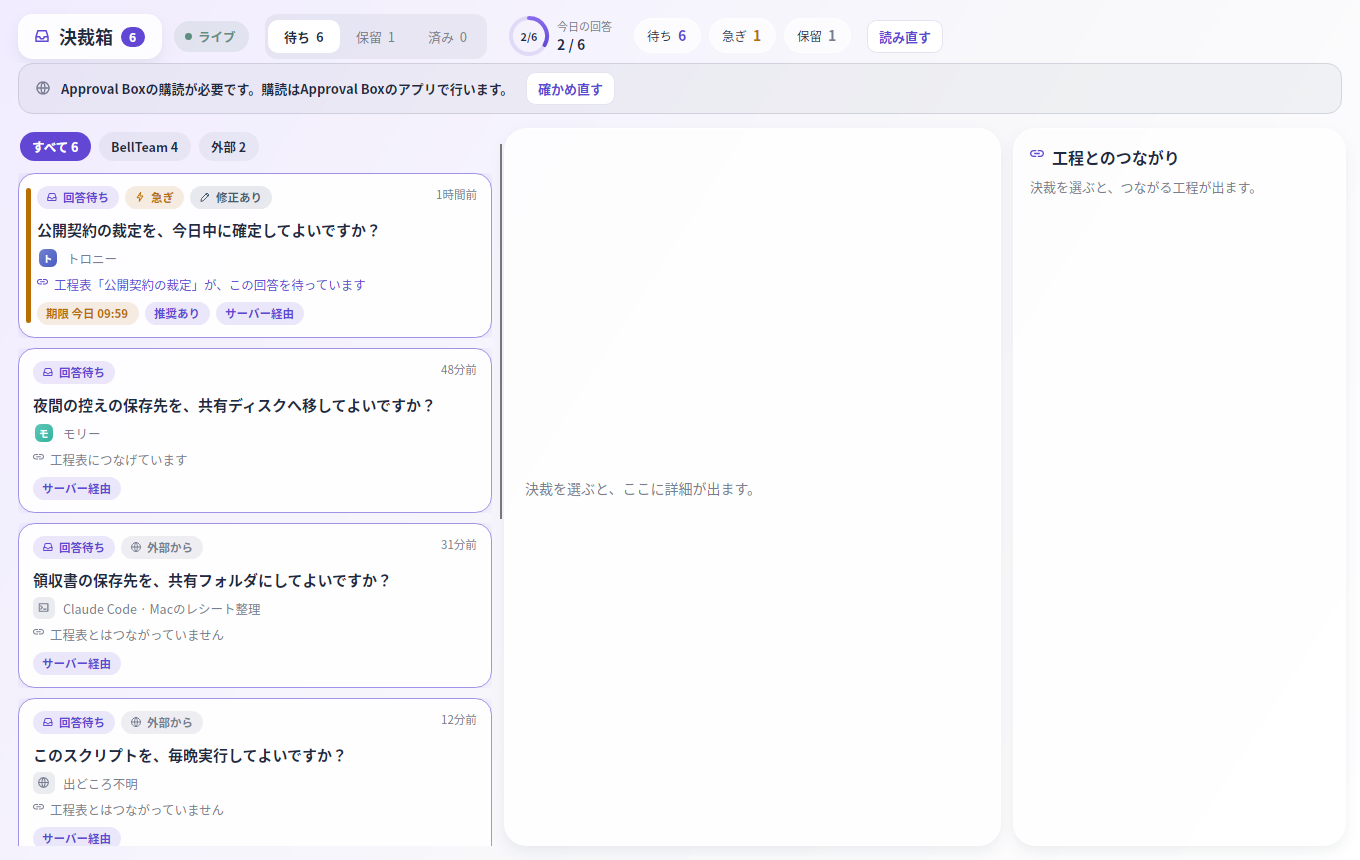 決裁箱 6
ライブ
待ち 6
保留 1
済み 0
2/6
今日の回答
2 / 6
待ち 6
急ぎ 1
保留 1
読み直す
Approval Boxの購読が必要です。購読はApproval Boxのアプリで行います。
確かめ直す
すべて 6
BellTeam 4
外部 2
回答待ち
急ぎ
修正あり
1時間前
公開契約の裁定を、今日中に確定してよいですか？
ト トロニー
工程表「公開契約の裁定」が、この回答を待っています
期限 今日 09:59
推奨あり
サーバー経由
回答待ち
48分前
夜間の控えの保存先を、共有ディスクへ移してよいですか？
モ モリー
工程表につなげています
サーバー経由
回答待ち
外部から
31分前
領収書の保存先を、共有フォルダにしてよいですか？
Claude Code · Macのレシート整理
工程表とはつながっていません
サーバー経由
回答待ち
外部から
12分前
このスクリプトを、毎晩実行してよいですか？
出どころ不明
工程表とはつながっていません
サーバー経由
決裁を選ぶと、ここに詳細が出ます。
工程とのつながり
決裁を選ぶと、つながる工程が出ます。